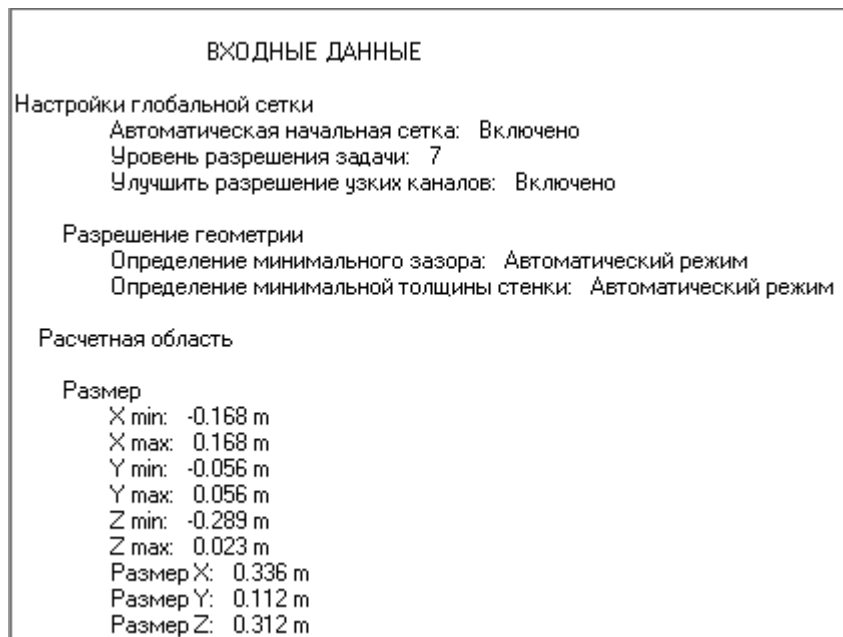 ВХОДНЫЕ ДАННЫЕ
Настройки глобальной сетки
Автоматическая начальная сетка: Включено
Уровень разрешения задачи: 7
Улучшить разрешение узких каналов: Включено
Разрешение геометрии
Определение минимального зазора: Автоматический режим
Определение минимальной толщины стенки: Автоматический режим
Расчетная область
Размер
X min: -0.168 m
X max: 0.168 m
Y min: -0.056 m
Y max: 0.056 m
Z min: -0.289 m
Z max: 0.023 m
Размер X: 0.336 m
Размер Y: 0.112 m
Размер Z: 0.312 m